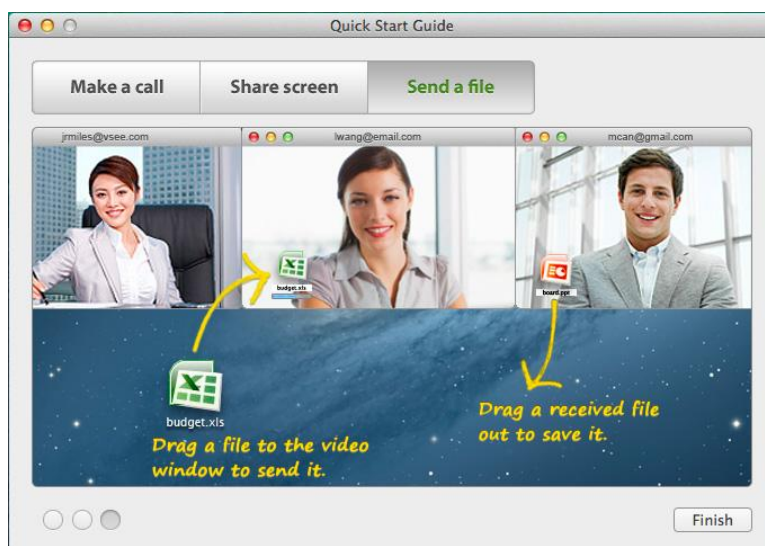 Quick Start Guide
Make a call
Share screen
Send a file
jrmiles@vsee.com
lwang@email.com
mcan@gmail.com
budget.xls
board.ppt
budget.xls
Drag a file to the video
window to send it.
Drag a received file
out to save it.
Finish